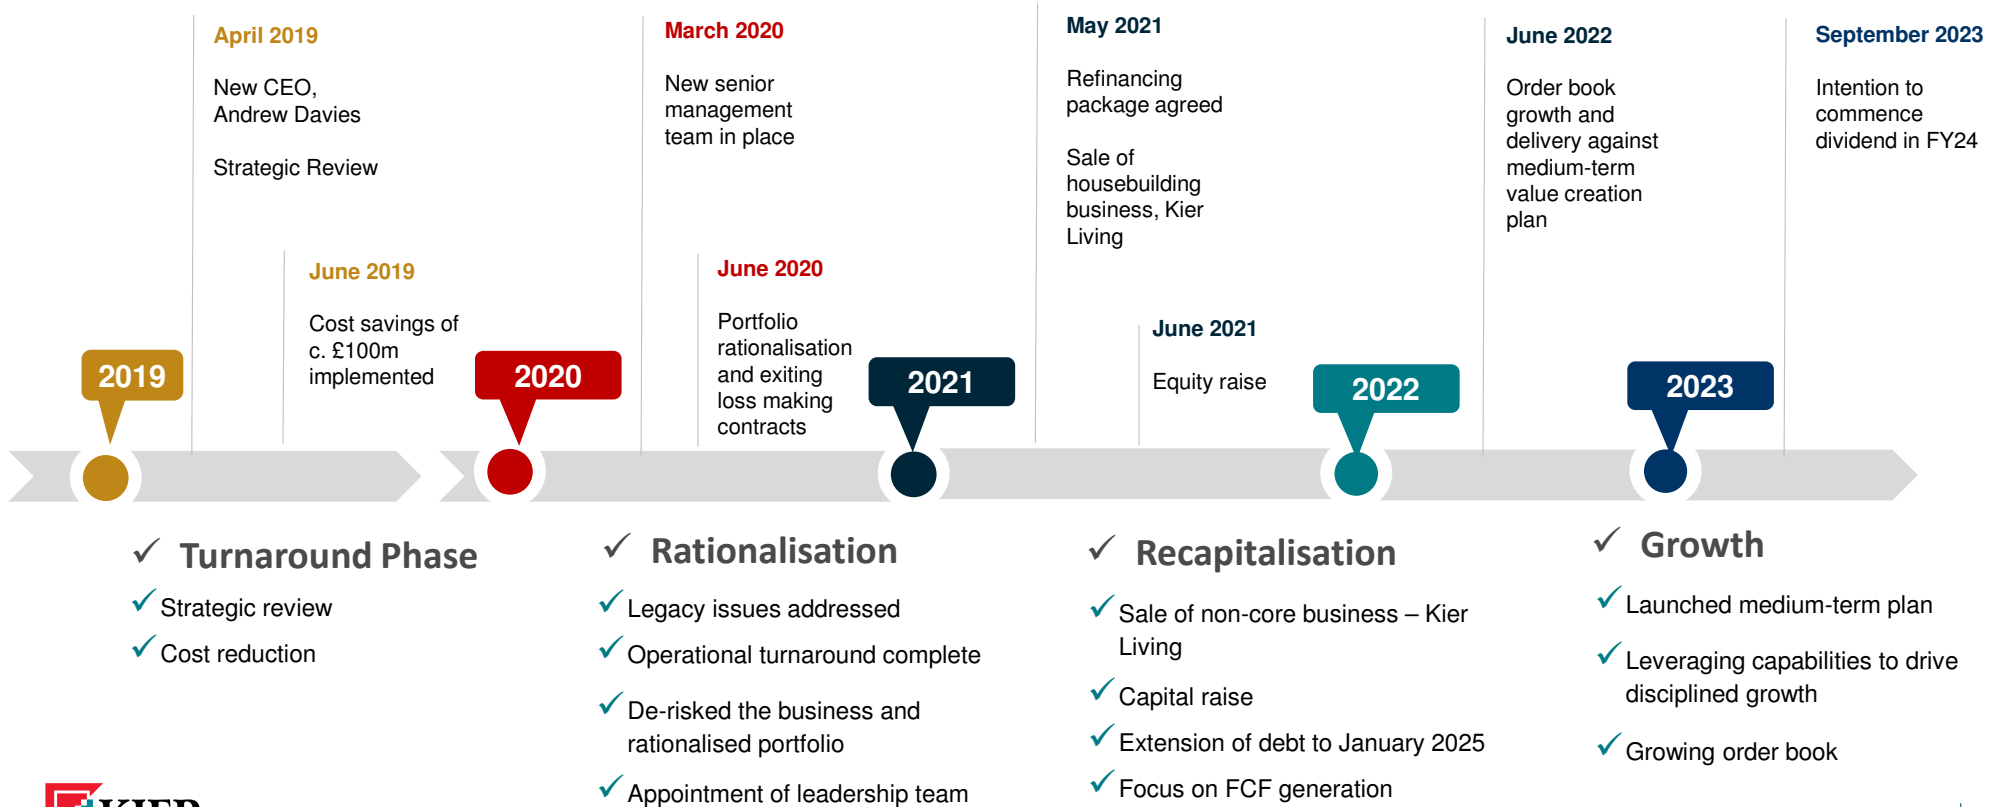 April 2019
New CEO,
Andrew Davies
Strategic Review
June 2019
Cost savings of
c. £100m
implemented
March 2020
New senior
management
team in place
June 2020
Portfolio
rationalisation
and exiting
loss making
contracts
May 2021
Refinancing
package agreed
Sale of
housebuilding
business, Kier
Living
June 2021
Equity raise
June 2022
Order book
growth and
delivery against
medium-term
value creation
plan
September 2023
Intention to
commence
dividend in FY24
2019
2020
2021
2022
2023
✓ Turnaround Phase
✓ Strategic review
✓ Cost reduction
✓ Rationalisation
✓ Legacy issues addressed
✓ Operational turnaround complete
✓ De-risked the business and
rationalised portfolio
✓ Appointment of leadership team
✓ Recapitalisation
✓ Sale of non-core business – Kier
Living
✓ Capital raise
✓ Extension of debt to January 2025
✓ Focus on FCF generation
✓ Growth
✓ Launched medium-term plan
✓ Leveraging capabilities to drive
disciplined growth
✓ Growing order book
KIER